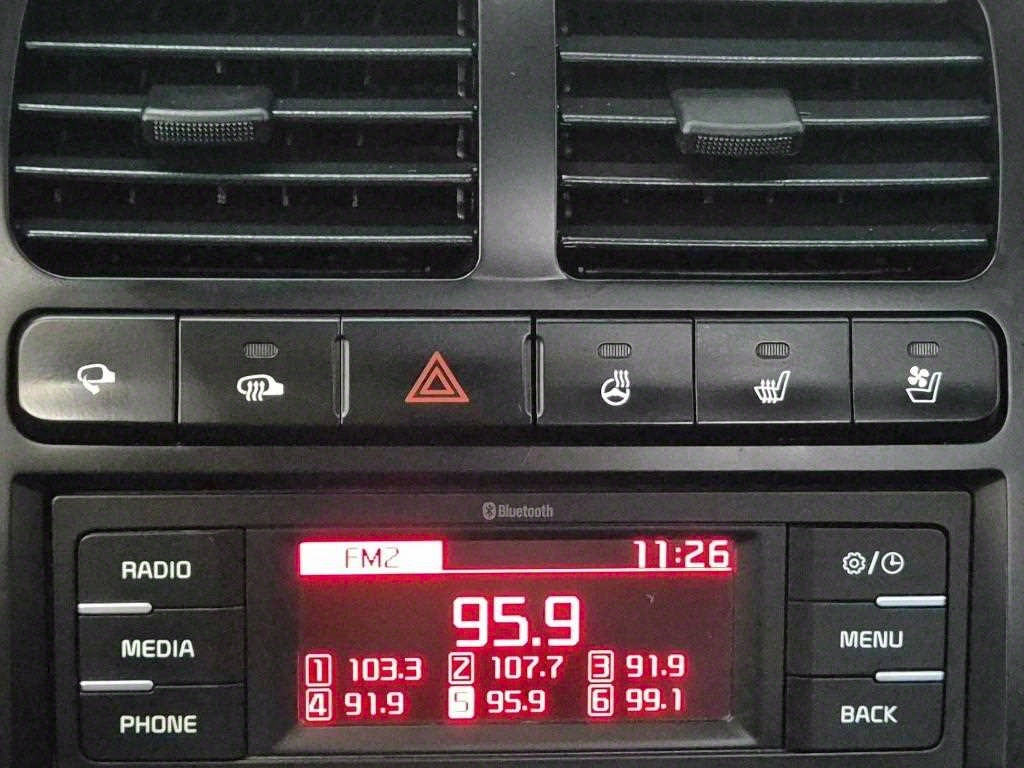 Bluetooth
RADIO
MEDIA
PHONE
FM2 11:26
95.9
1 103.3 2 107.7 3 91.9
4 91.9 5 95.9 6 99.1
/
MENU
BACK